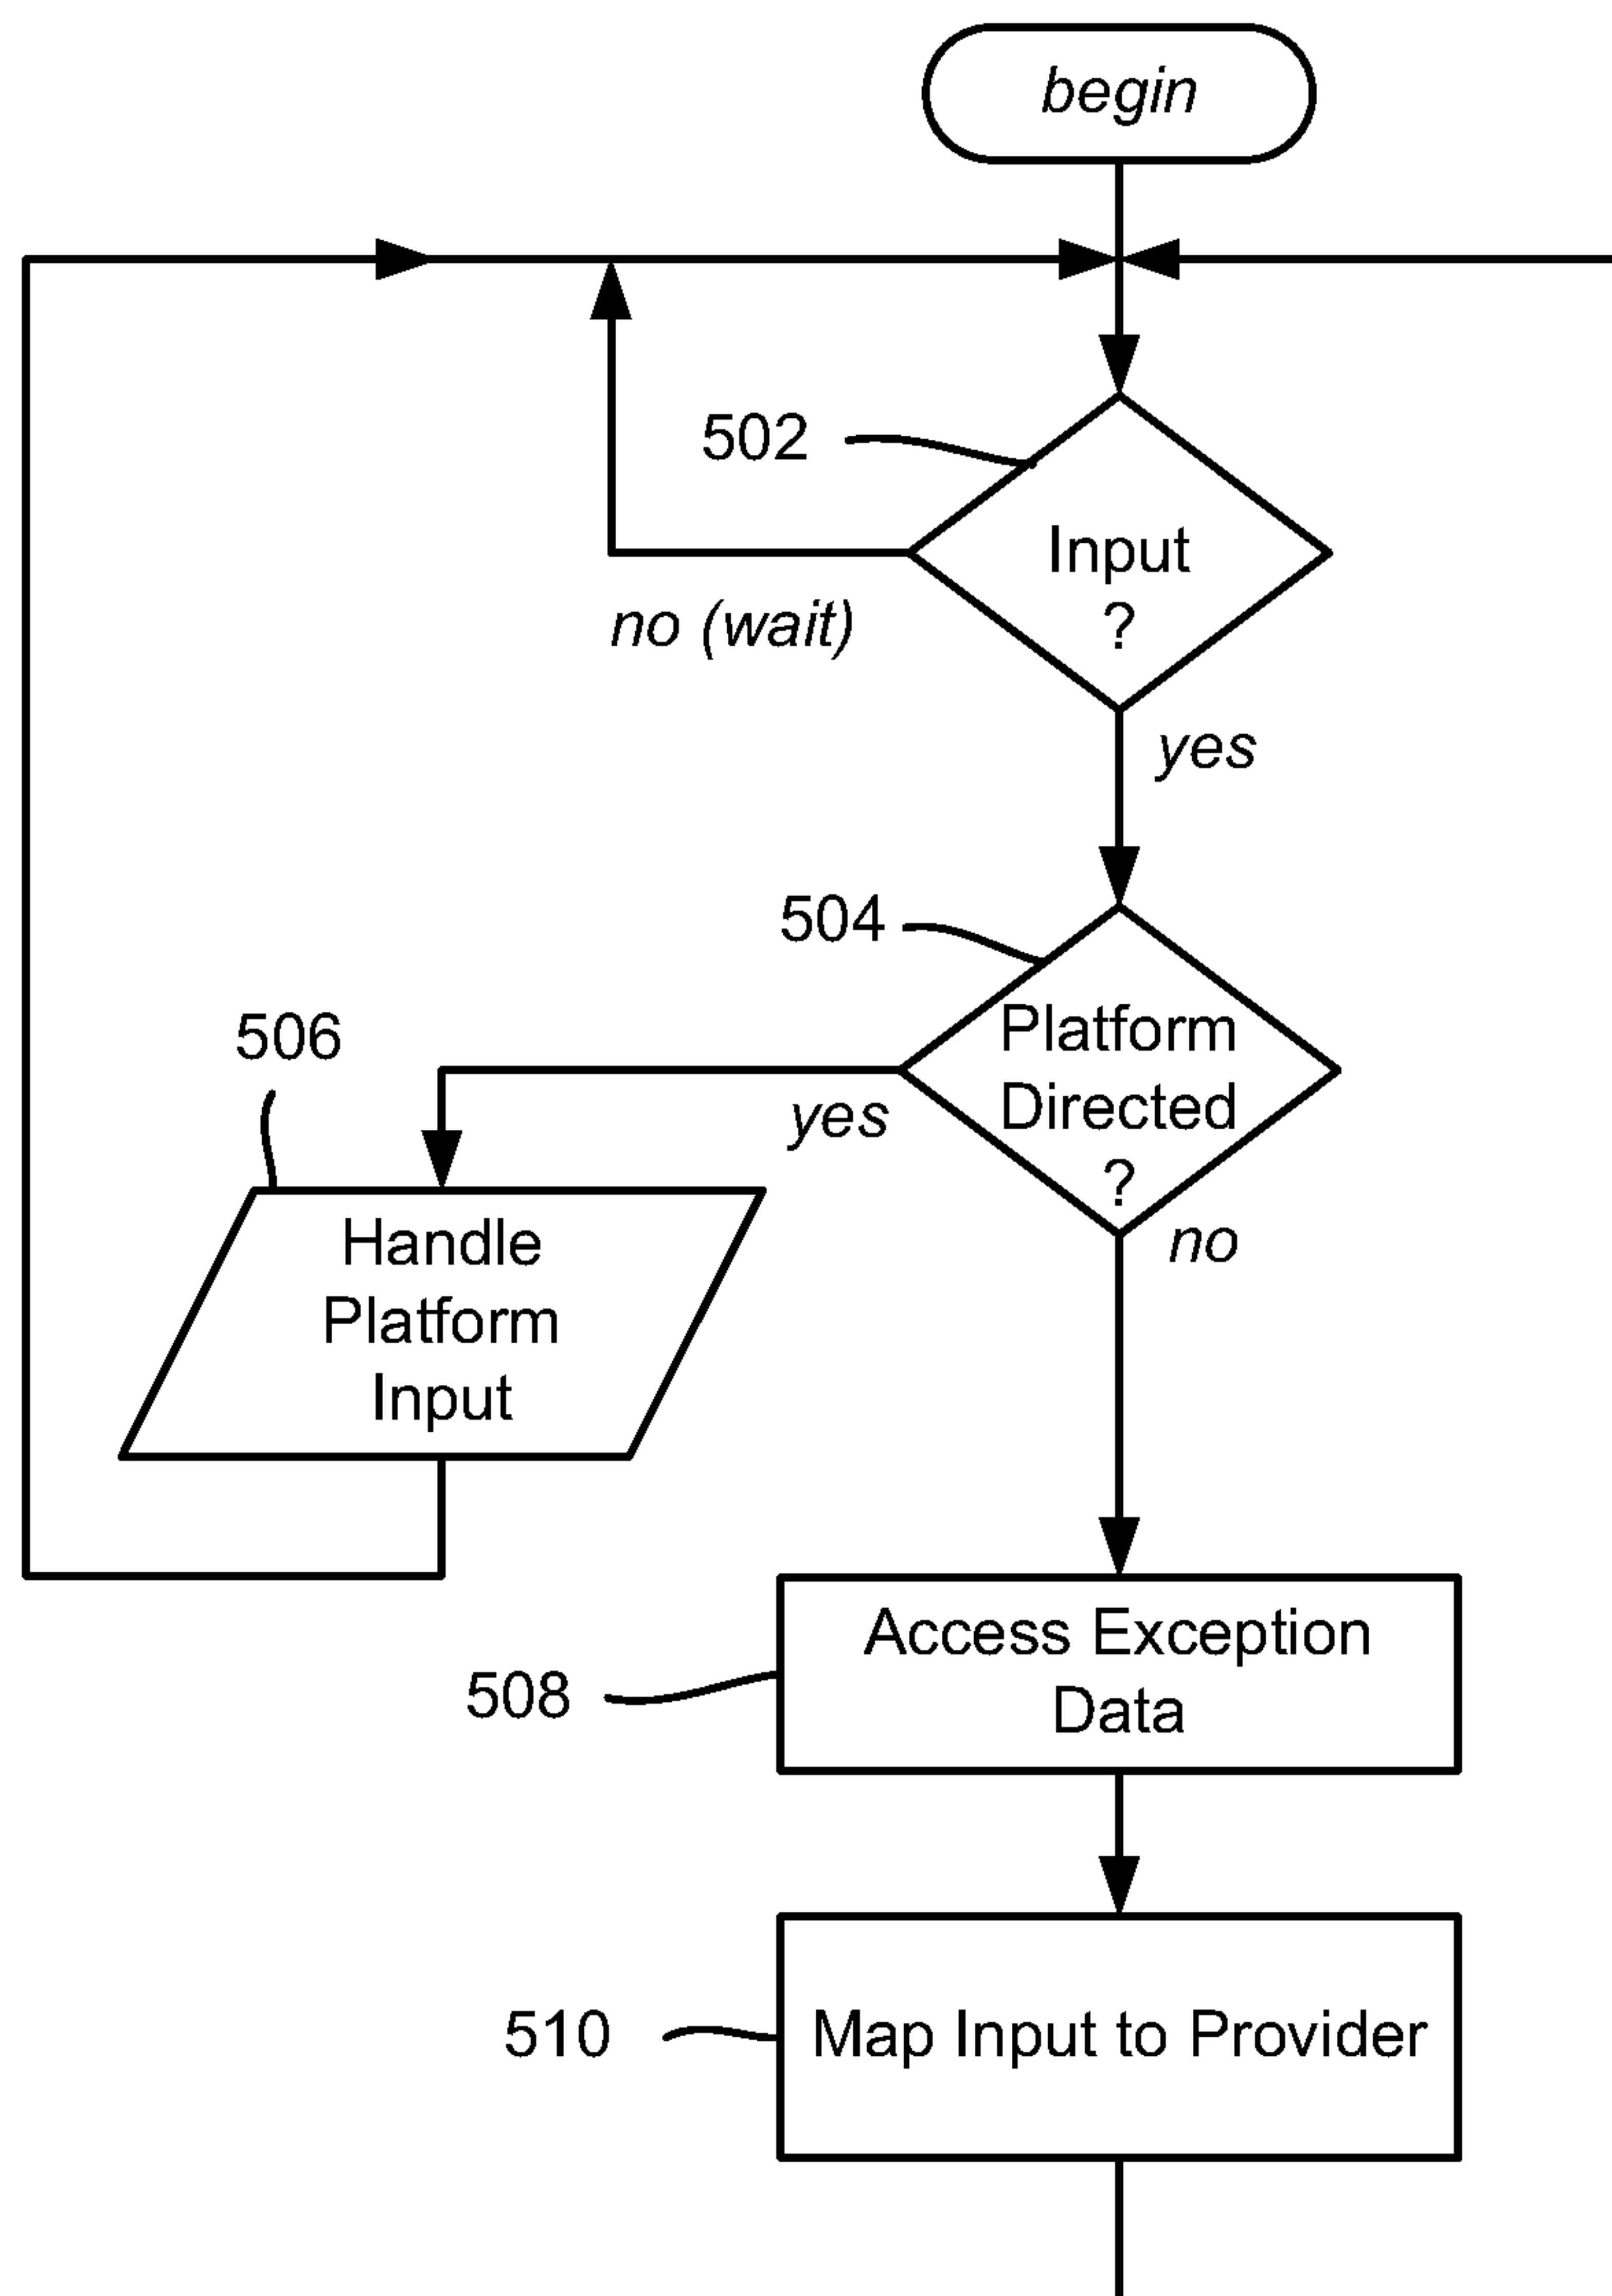 begin
502
Input
?
no (wait)
yes
504
Platform
Directed
?
yes
no
506
Handle
Platform
Input
508
Access Exception
Data
510
Map Input to Provider